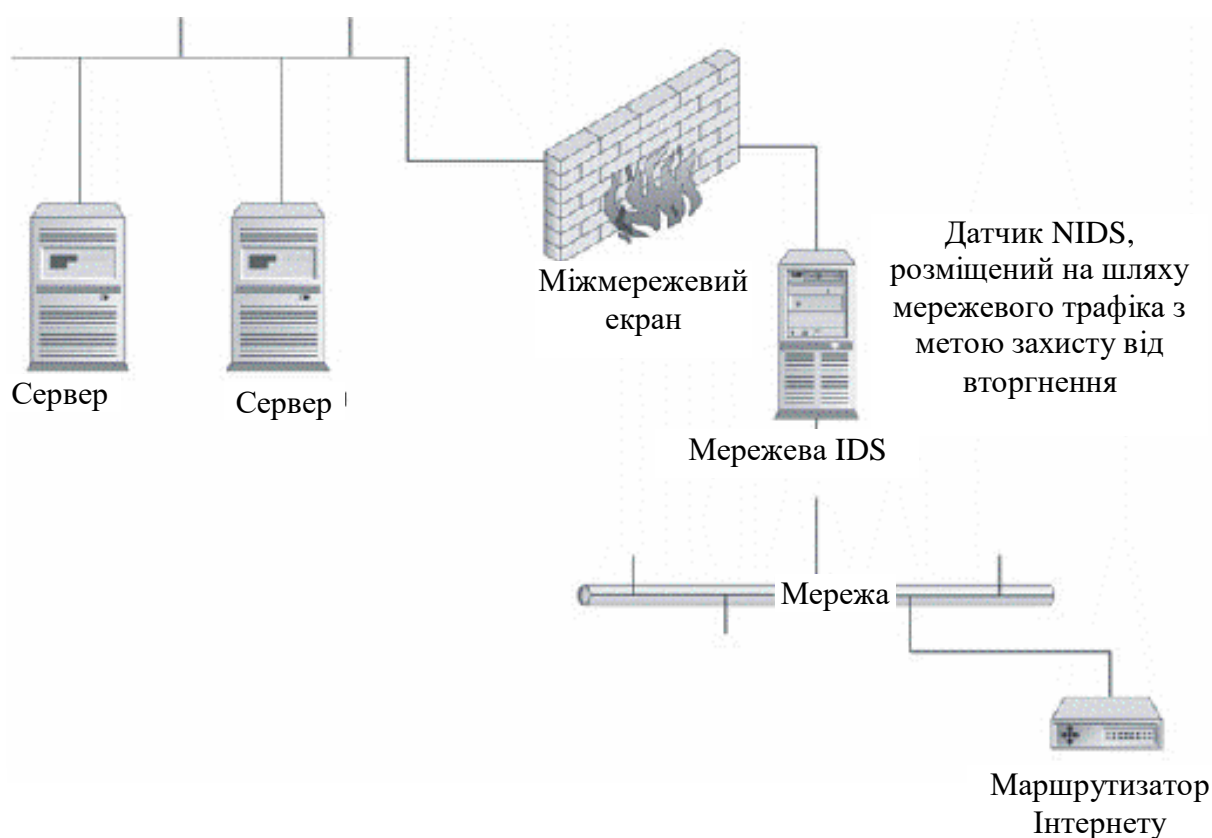 Датчик NIDS,
розміщений на шляху
мережевого трафіка з
метою захисту від
вторгнення
Міжмережевий
екран
Сервер
Сервер
Мережева IDS
Мережа
Маршрутизатор
Інтернету